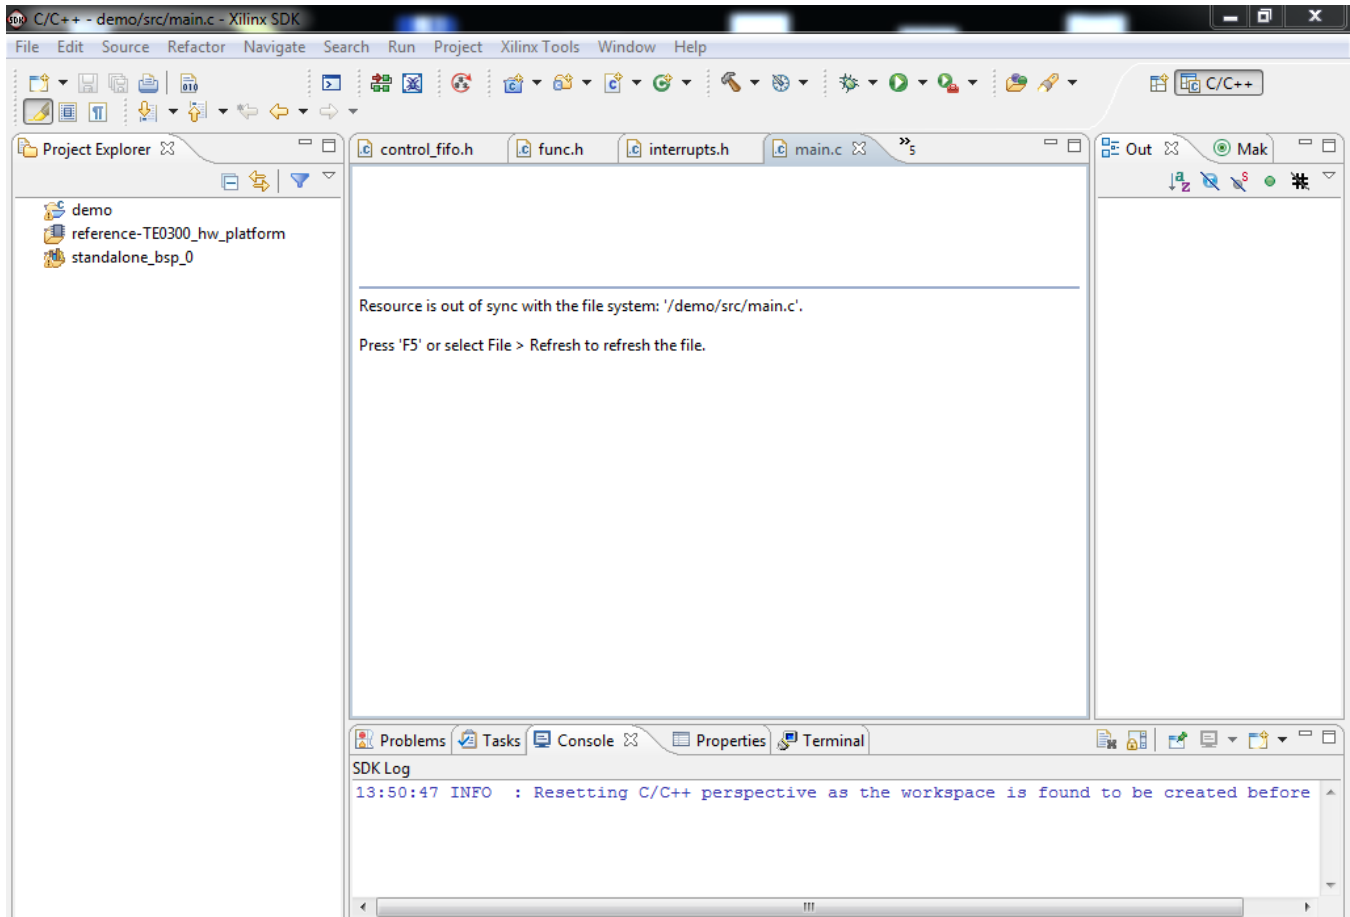 C/C++ - demo/src/main.c - Xilinx SDK
File Edit Source Refactor Navigate Search Run Project Xilinx Tools Window Help
C/C++
Project Explorer
control_fifo.h func.h interrupts.h main.c »5
Out Mak
demo
reference-TE0300_hw_platform
standalone_bsp_0
Resource is out of sync with the file system: '/demo/src/main.c'.
Press 'F5' or select File > Refresh to refresh the file.
Problems Tasks Console Properties Terminal
SDK Log
13:50:47 INFO : Resetting C/C++ perspective as the workspace is found to be created before